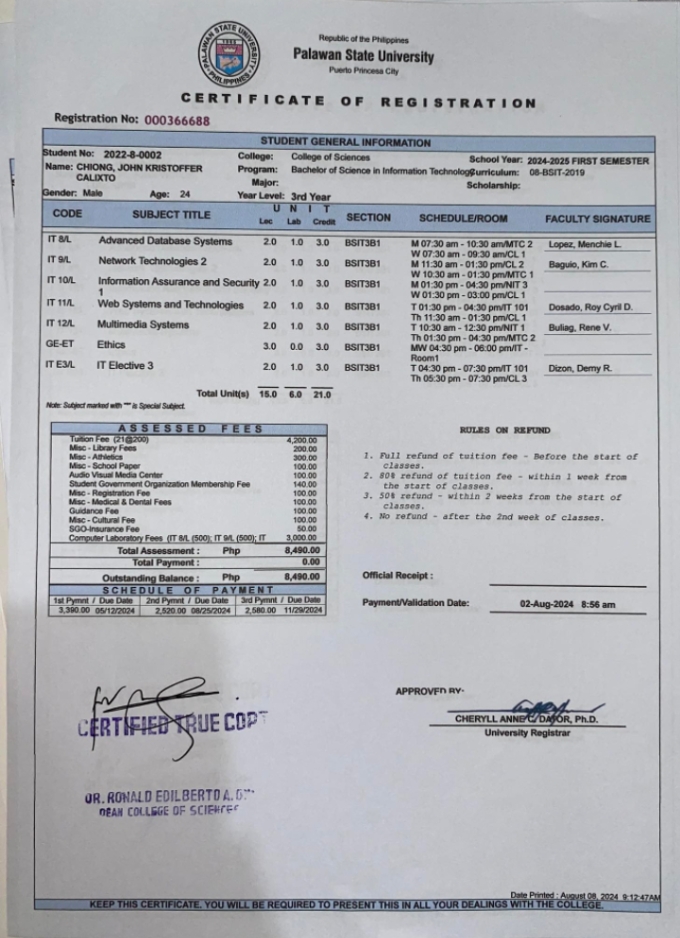 PALAWAN STATE UNIVERSITY
PHILIPPINES
Republic of the Philippines
Palawan State University
Puerto Princesa City
CERTIFICATE OF REGISTRATION
Registration No: 000366688
STUDENT GENERAL INFORMATION
Student No: 2022-8-0002 College: College of Sciences School Year: 2024-2025 FIRST SEMESTER
Name: CHIONG, JOHN KRISTOFFER Program: Bachelor of Science in Information Technology Curriculum: 08-BSIT-2019
CALIXTO Major: Scholarship:
Gender: Male Age: 24 Year Level: 3rd Year
CODE SUBJECT TITLE U N I T SECTION SCHEDULE/ROOM FACULTY SIGNATURE
Lec Lab Credit
IT 8/L Advanced Database Systems 2.0 1.0 3.0 BSIT3B1 M 07:30 am - 10:30 am/MTC 2 Lopez, Menchie L.
W 07:30 am - 09:30 am/CL 1
IT 9/L Network Technologies 2 2.0 1.0 3.0 BSIT3B1 M 11:30 am - 01:30 pm/CL 2 Baguio, Kim C.
W 10:30 am - 01:30 pm/MTC 1
IT 10/L Information Assurance and Security 2.0 1.0 3.0 BSIT3B1 M 01:30 pm - 04:30 pm/NIT 3
1 W 01:30 pm - 03:00 pm/CL 1
IT 11/L Web Systems and Technologies 2.0 1.0 3.0 BSIT3B1 T 01:30 pm - 04:30 pm/IT 101 Dosado, Roy Cyril D.
Th 11:30 am - 01:30 pm/CL 1
IT 12/L Multimedia Systems 2.0 1.0 3.0 BSIT3B1 T 10:30 am - 12:30 pm/NIT 1 Buliag, Rene V.
Th 01:30 pm - 04:30 pm/MTC 2
GE-ET Ethics 3.0 0.0 3.0 BSIT3B1 MW 04:30 pm - 06:00 pm/IT -
Room1
IT E3/L IT Elective 3 2.0 1.0 3.0 BSIT3B1 T 04:30 pm - 07:30 pm/IT 101 Dizon, Demy R.
Th 05:30 pm - 07:30 pm/CL 3
Total Unit(s) 15.0 6.0 21.0
Note: Subject marked with "*" is Special Subject.
ASSESSED FEES
Tuition Fee (21@200) 4,200.00
Misc - Library Fees 200.00
Misc - Athletics 300.00
Misc - School Paper 100.00
Audio Visual Media Center 100.00
Student Government Organization Membership Fee 140.00
Misc - Registration Fee 100.00
Misc - Medical & Dental Fees 100.00
Guidance Fee 100.00
Misc - Cultural Fee 100.00
SGO-Insurance Fee 50.00
Computer Laboratory Fees (IT 8/L (500); IT 9/L (500); IT 3,000.00
Total Assessment : Php 8,490.00
Total Payment : 0.00
Outstanding Balance : Php 8,490.00
SCHEDULE OF PAYMENT
1st Pymnt / Due Date 2nd Pymnt / Due Date 3rd Pymnt / Due Date
3,390.00 05/12/2024 2,520.00 08/25/2024 2,580.00 11/29/2024
RULES ON REFUND
1. Full refund of tuition fee - Before the start of
classes.
2. 80% refund of tuition fee - within 1 week from
the start of classes.
3. 50% refund - within 2 weeks from the start of
classes.
4. No refund - after the 2nd week of classes.
Official Receipt :
Payment/Validation Date: 02-Aug-2024 8:56 am
CERTIFIED TRUE COPY
DR. RONALD EDILBERTO A.
DEAN COLLEGE OF SCIENCES
APPROVED BY:
CHERYLL ANNE C. DAJOR, Ph.D.
University Registrar
Date Printed : August 08, 2024 9:12:47AM
KEEP THIS CERTIFICATE. YOU WILL BE REQUIRED TO PRESENT THIS IN ALL YOUR DEALINGS WITH THE COLLEGE.